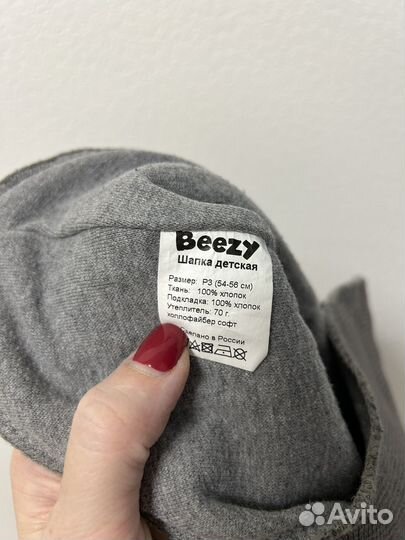 Beezy
Шапка детская
Размер: Р3 (54-56 см)
Ткань: 100% хлопок
Подкладка: 100% хлопок
Утеплитель: 70 г.
холлофайбер софт
Сделано в России
Avito